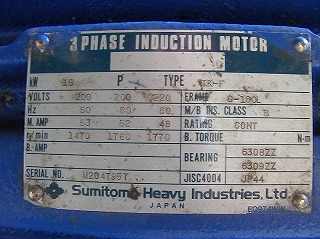 3 PHASE INDUCTION MOTOR
kW 15 P TYPE
VOLTS 200 200 220 FRAME G-180L
Hz 50 60 60 M/B INS. CLASS B
M. AMP 53 52 48 RATING CONT
r/min 1470 1760 1770 B. TORQUE N-m
B. AMP BEARING 6308ZZ
SERIAL NO. JISC4004 JP44
Sumitomo Heavy Industries, Ltd.
JAPAN